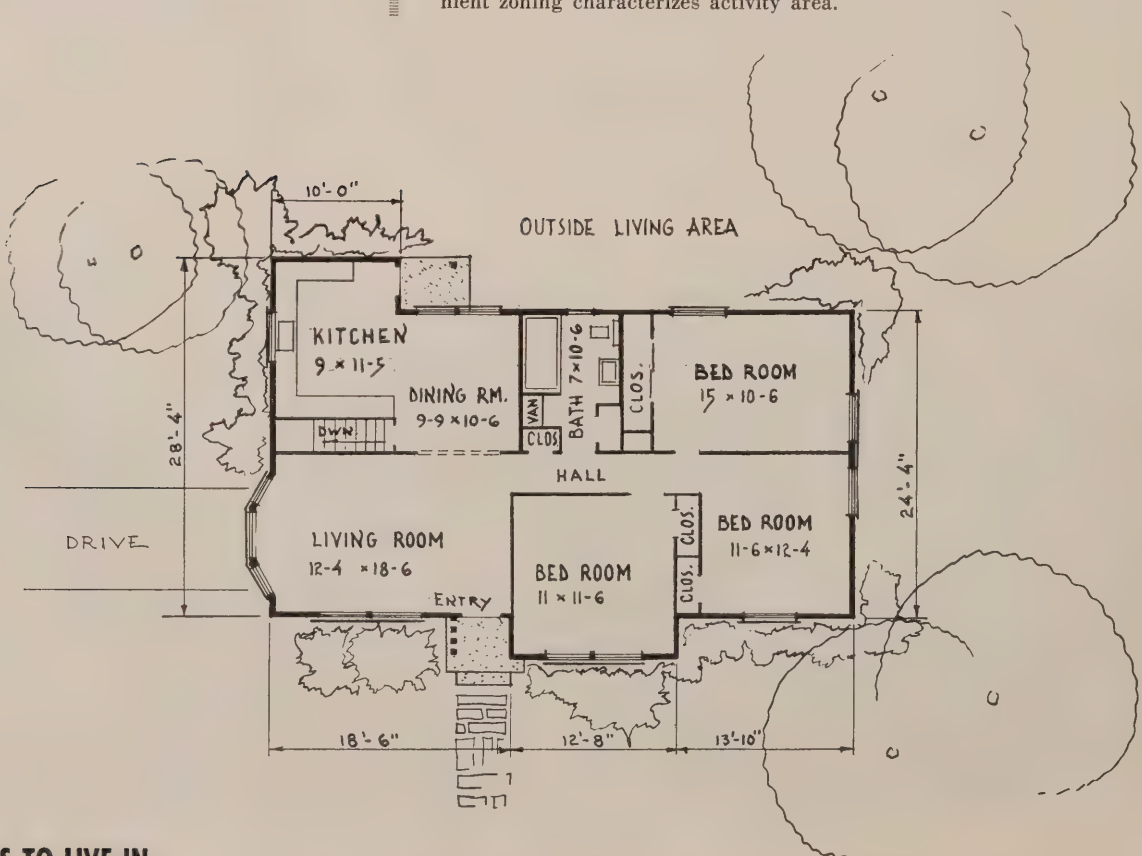 nient zoning characterizes activity area.
10'-0"
OUTSIDE LIVING AREA
KITCHEN
9 × 11-5
DINING RM.
9-9 × 10-6
DWN
VAN
CLOS
BATH 7×10-6
CLOS.
BED ROOM
15 × 10-6
28'-4"
24'-4"
HALL
DRIVE
LIVING ROOM
12-4 × 18-6
ENTRY
BED ROOM
11 × 11-6
CLOS.
CLOS.
BED ROOM
11-6×12-4
18'-6"
12'-8"
13'-10"
S TO LIVE IN